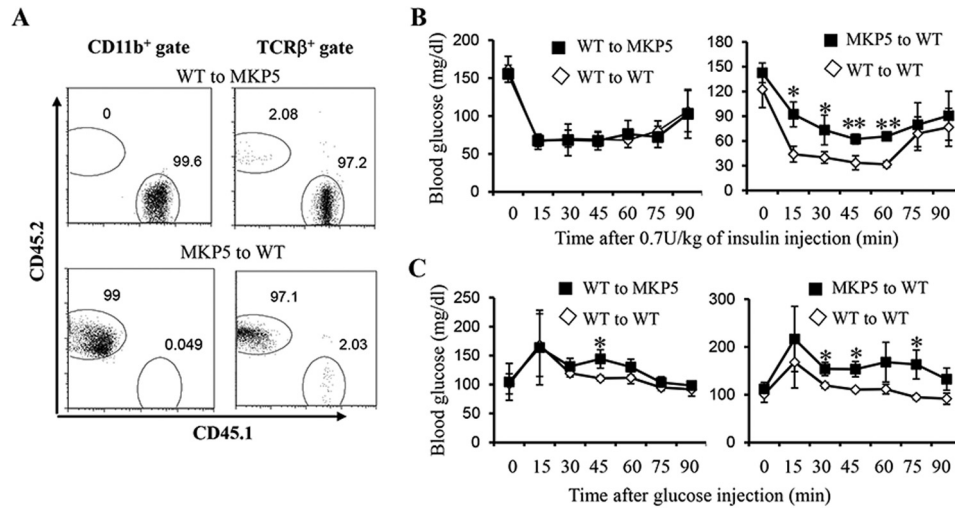 A
CD11b+ gate
TCRβ+ gate
WT to MKP5
0
99.6
2.08
97.2
MKP5 to WT
99
0.049
97.1
2.03
CD45.2
CD45.1
B
Blood glucose (mg/dl)
200
150
100
50
0
WT to MKP5
WT to WT
0 15 30 45 60 75 90
180
150
120
90
60
30
0
MKP5 to WT
WT to WT
* * ** **
0 15 30 45 60 75 90
Time after 0.7U/kg of insulin injection (min)
C
Blood glucose (mg/dl)
250
200
150
100
50
0
WT to MKP5
WT to WT
*
0 15 30 45 60 75 90
300
200
100
0
MKP5 to WT
WT to WT
* * *
0 15 30 45 60 75 90
Time after glucose injection (min)